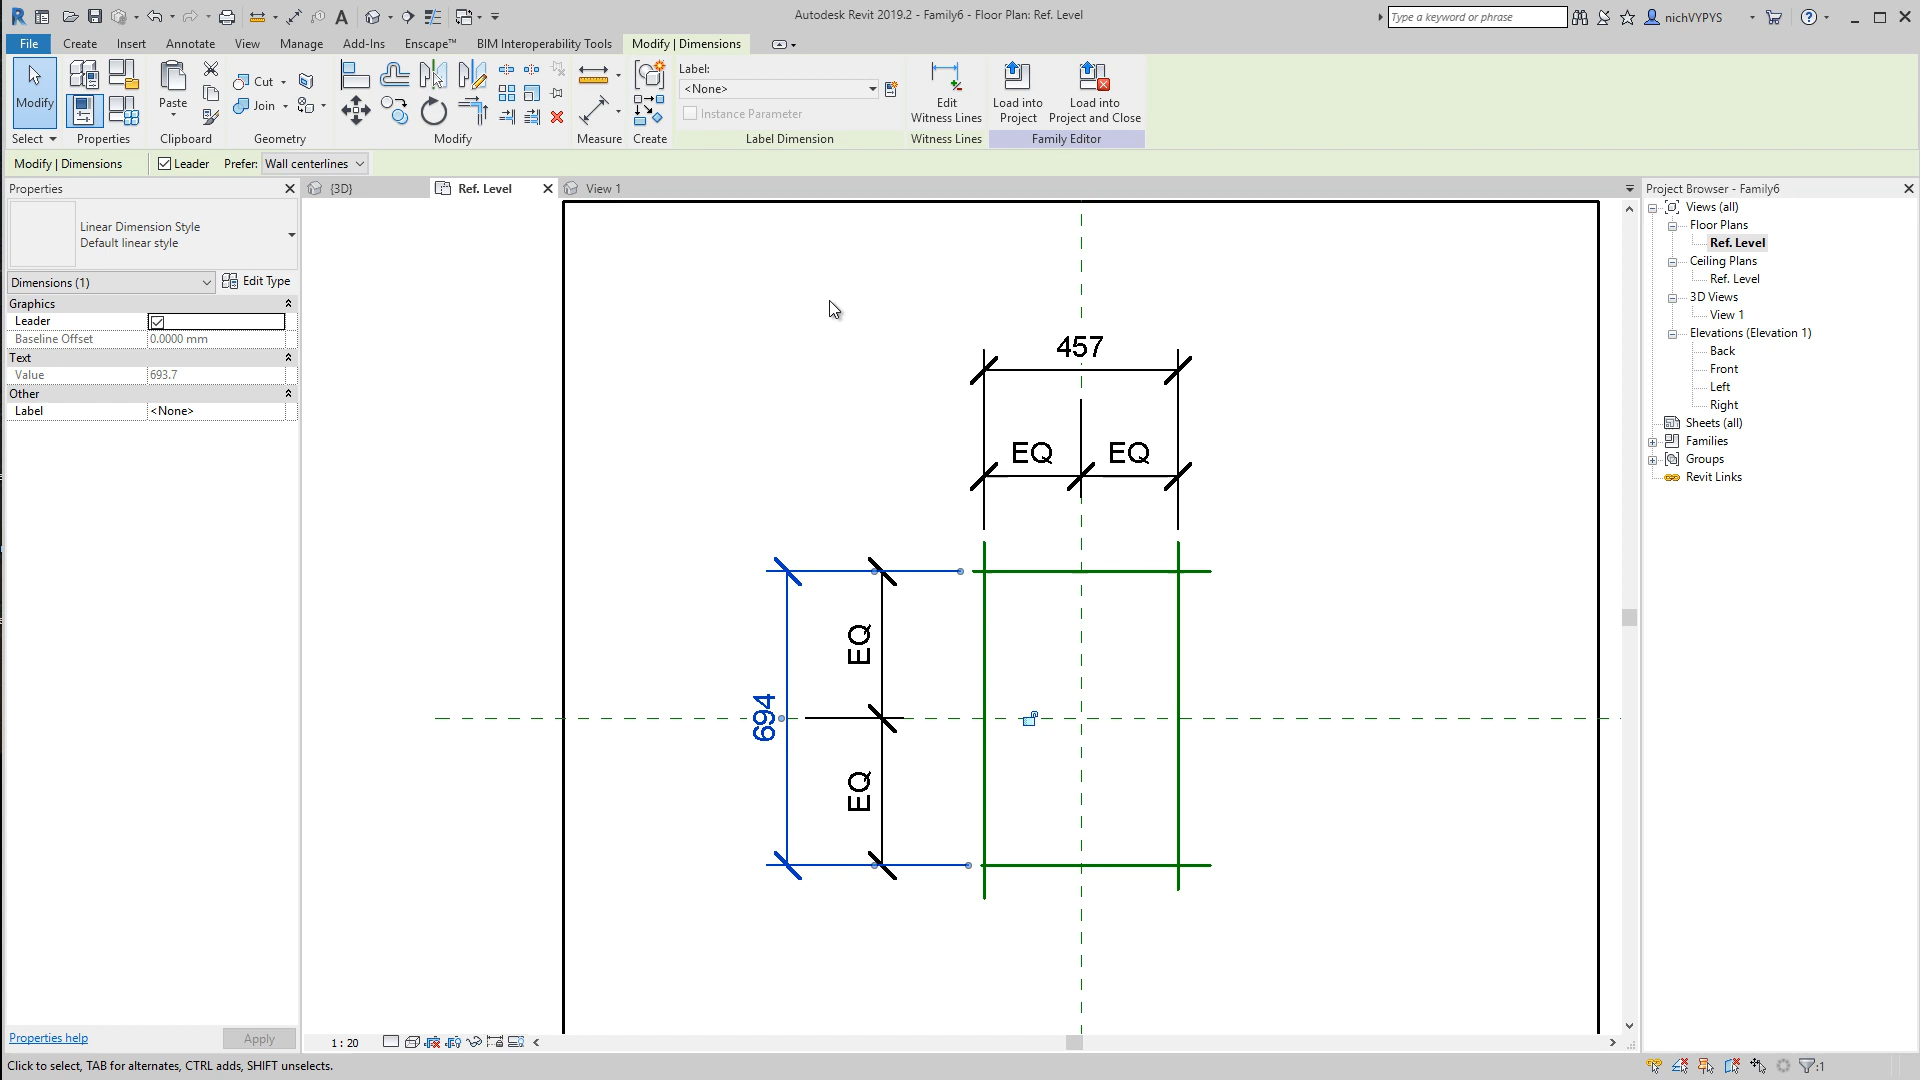 Autodesk Revit 2019.2 - Family6 - Floor Plan: Ref. Level
Type a keyword or phrase
nichVYPYS
File Create Insert Annotate View Manage Add-Ins Enscape™ BIM Interoperability Tools Modify | Dimensions
Modify
Select
Properties
Paste
Clipboard
Cut
Join
Geometry
Modify
Measure
Create
Label:
<None>
Instance Parameter
Label Dimension
Edit
Witness Lines
Witness Lines
Load into
Project
Load into
Project and Close
Family Editor
Modify | Dimensions Leader Prefer: Wall centerlines
Properties
Linear Dimension Style
Default linear style
Dimensions (1) Edit Type
Graphics
Leader
Baseline Offset 0.0000 mm
Text
Value 693.7
Other
Label <None>
Properties help Apply
{3D} Ref. Level View 1
457
EQ EQ
EQ
694
EQ
1 : 20
Project Browser - Family6
Views (all)
Floor Plans
Ref. Level
Ceiling Plans
Ref. Level
3D Views
View 1
Elevations (Elevation 1)
Back
Front
Left
Right
Sheets (all)
Families
Groups
Revit Links
Click to select, TAB for alternates, CTRL adds, SHIFT unselects.
:1